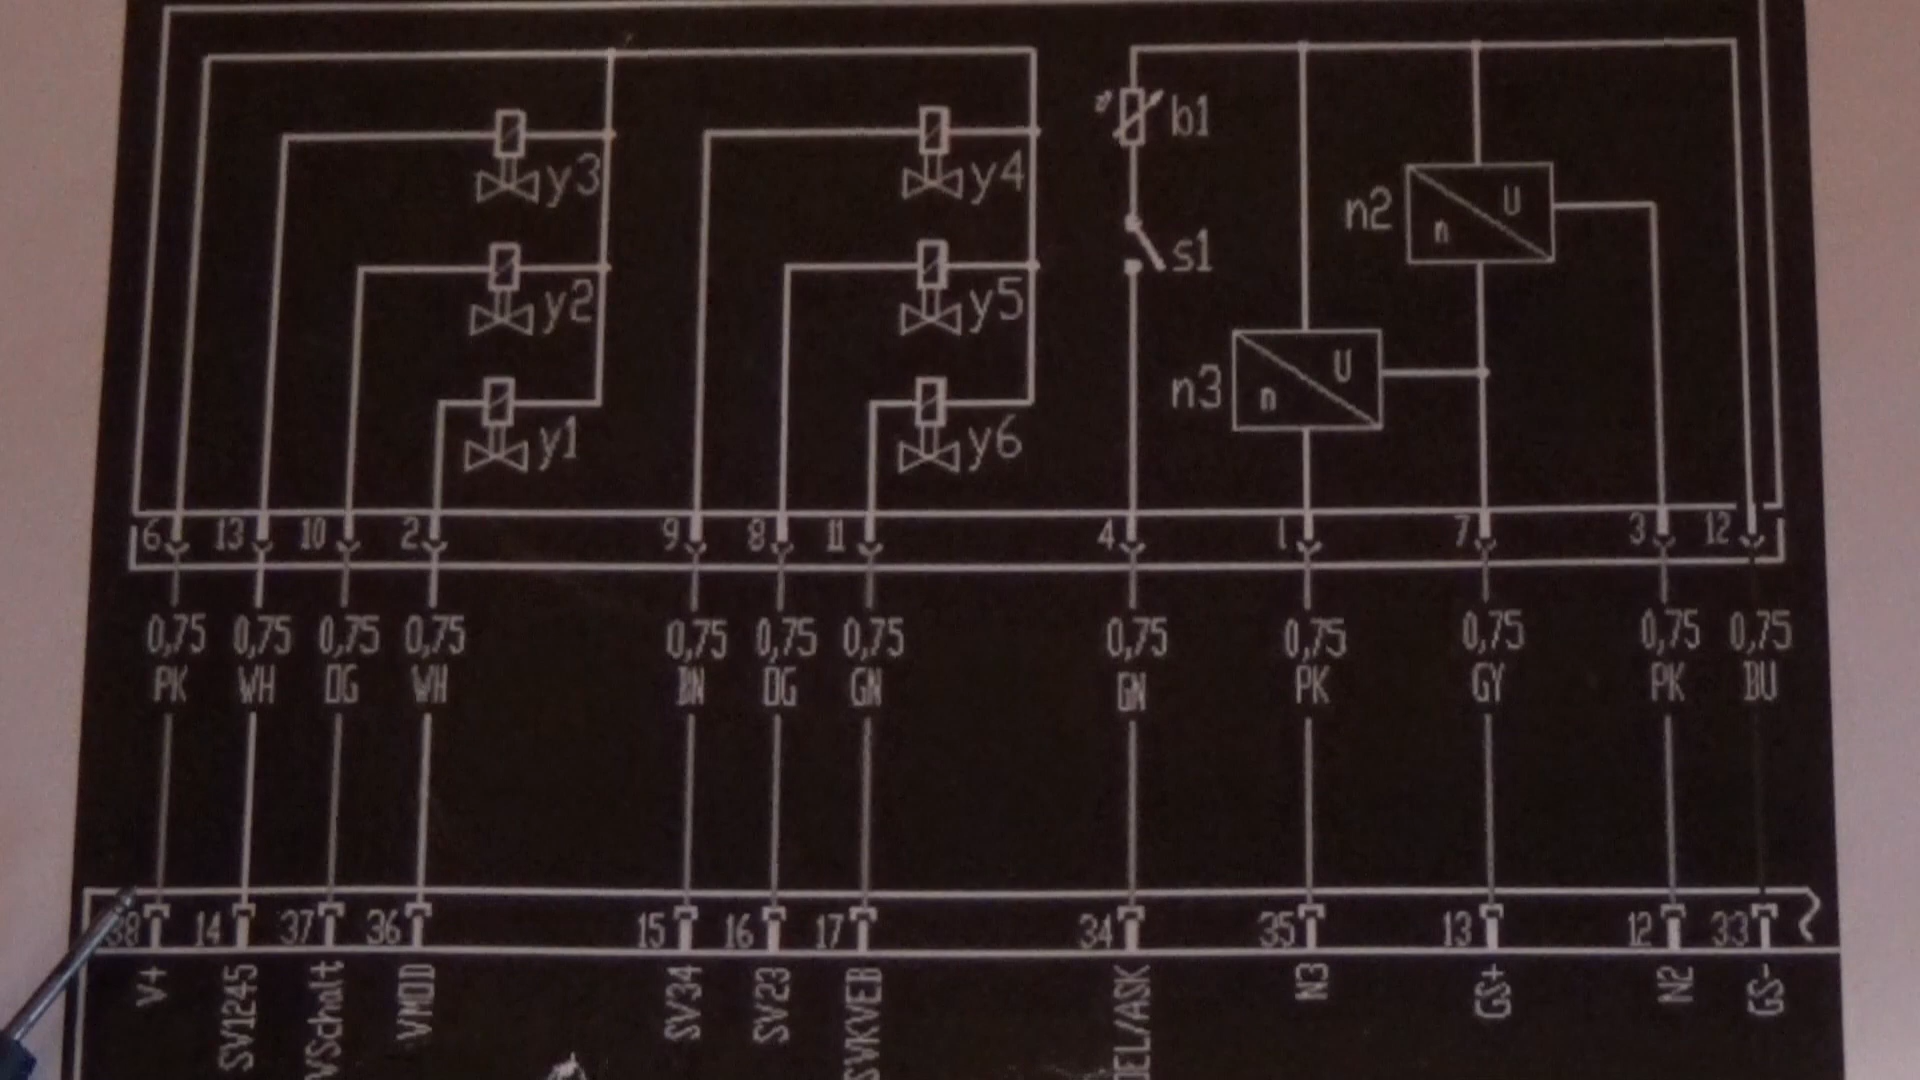 b1
y3
y4
n2
U
n
s1
y2
y5
n3
U
n
y1
y6
6 13 10 2 9 8 11 4 1 7 3 12
0,75 0,75 0,75 0,75 0,75 0,75 0,75 0,75 0,75 0,75 0,75 0,75
PK WH OG WH BN OG GN GN PK GY PK BU
38 14 37 36 15 16 17 34 35 13 12 33
V+
SV1245
VSchalt
VMOD
SV34
SV23
SVKVEB
OEL/ASK
N3
GS+
N2
GS-